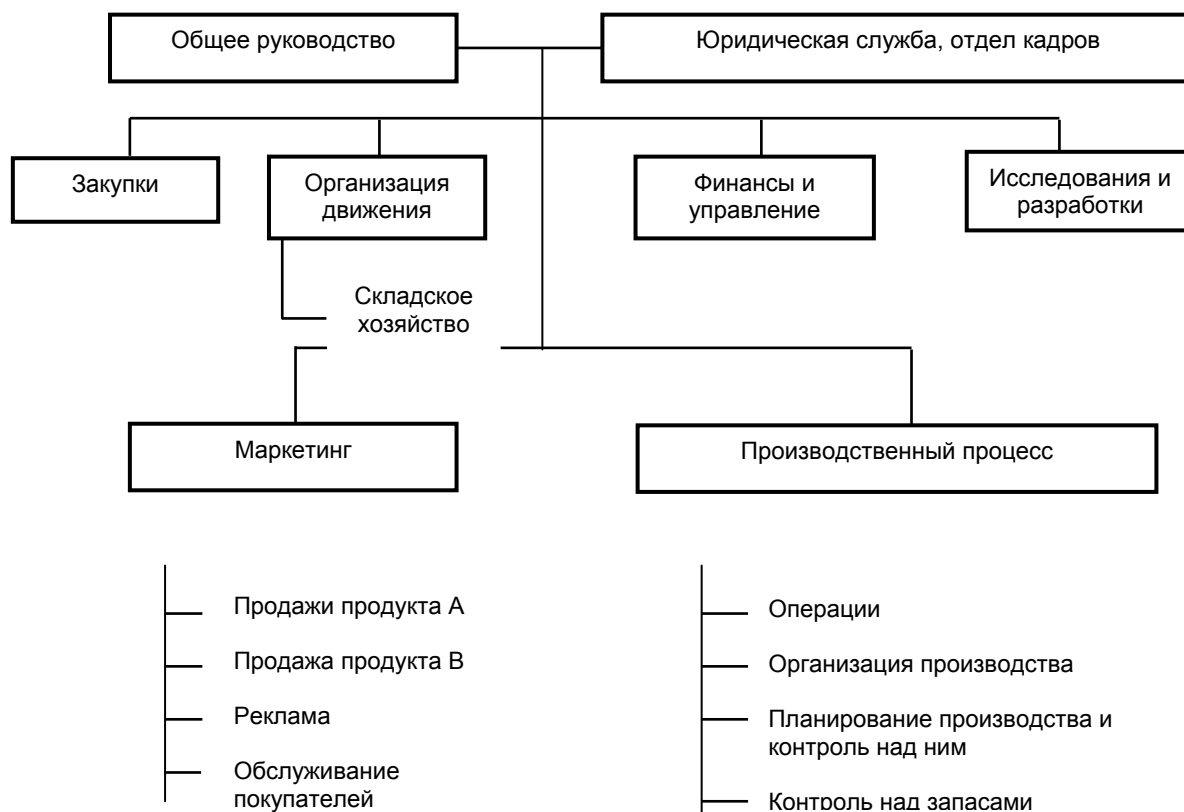 Общее руководство
Юридическая служба, отдел кадров
Закупки
Организация
движения
Финансы и
управление
Исследования и
разработки
Складское
хозяйство
Маркетинг
Производственный процесс
Продажи продукта А
Продажа продукта В
Реклама
Обслуживание
покупателей
Операции
Организация производства
Планирование производства и
контроль над ним
Контроль над запасами